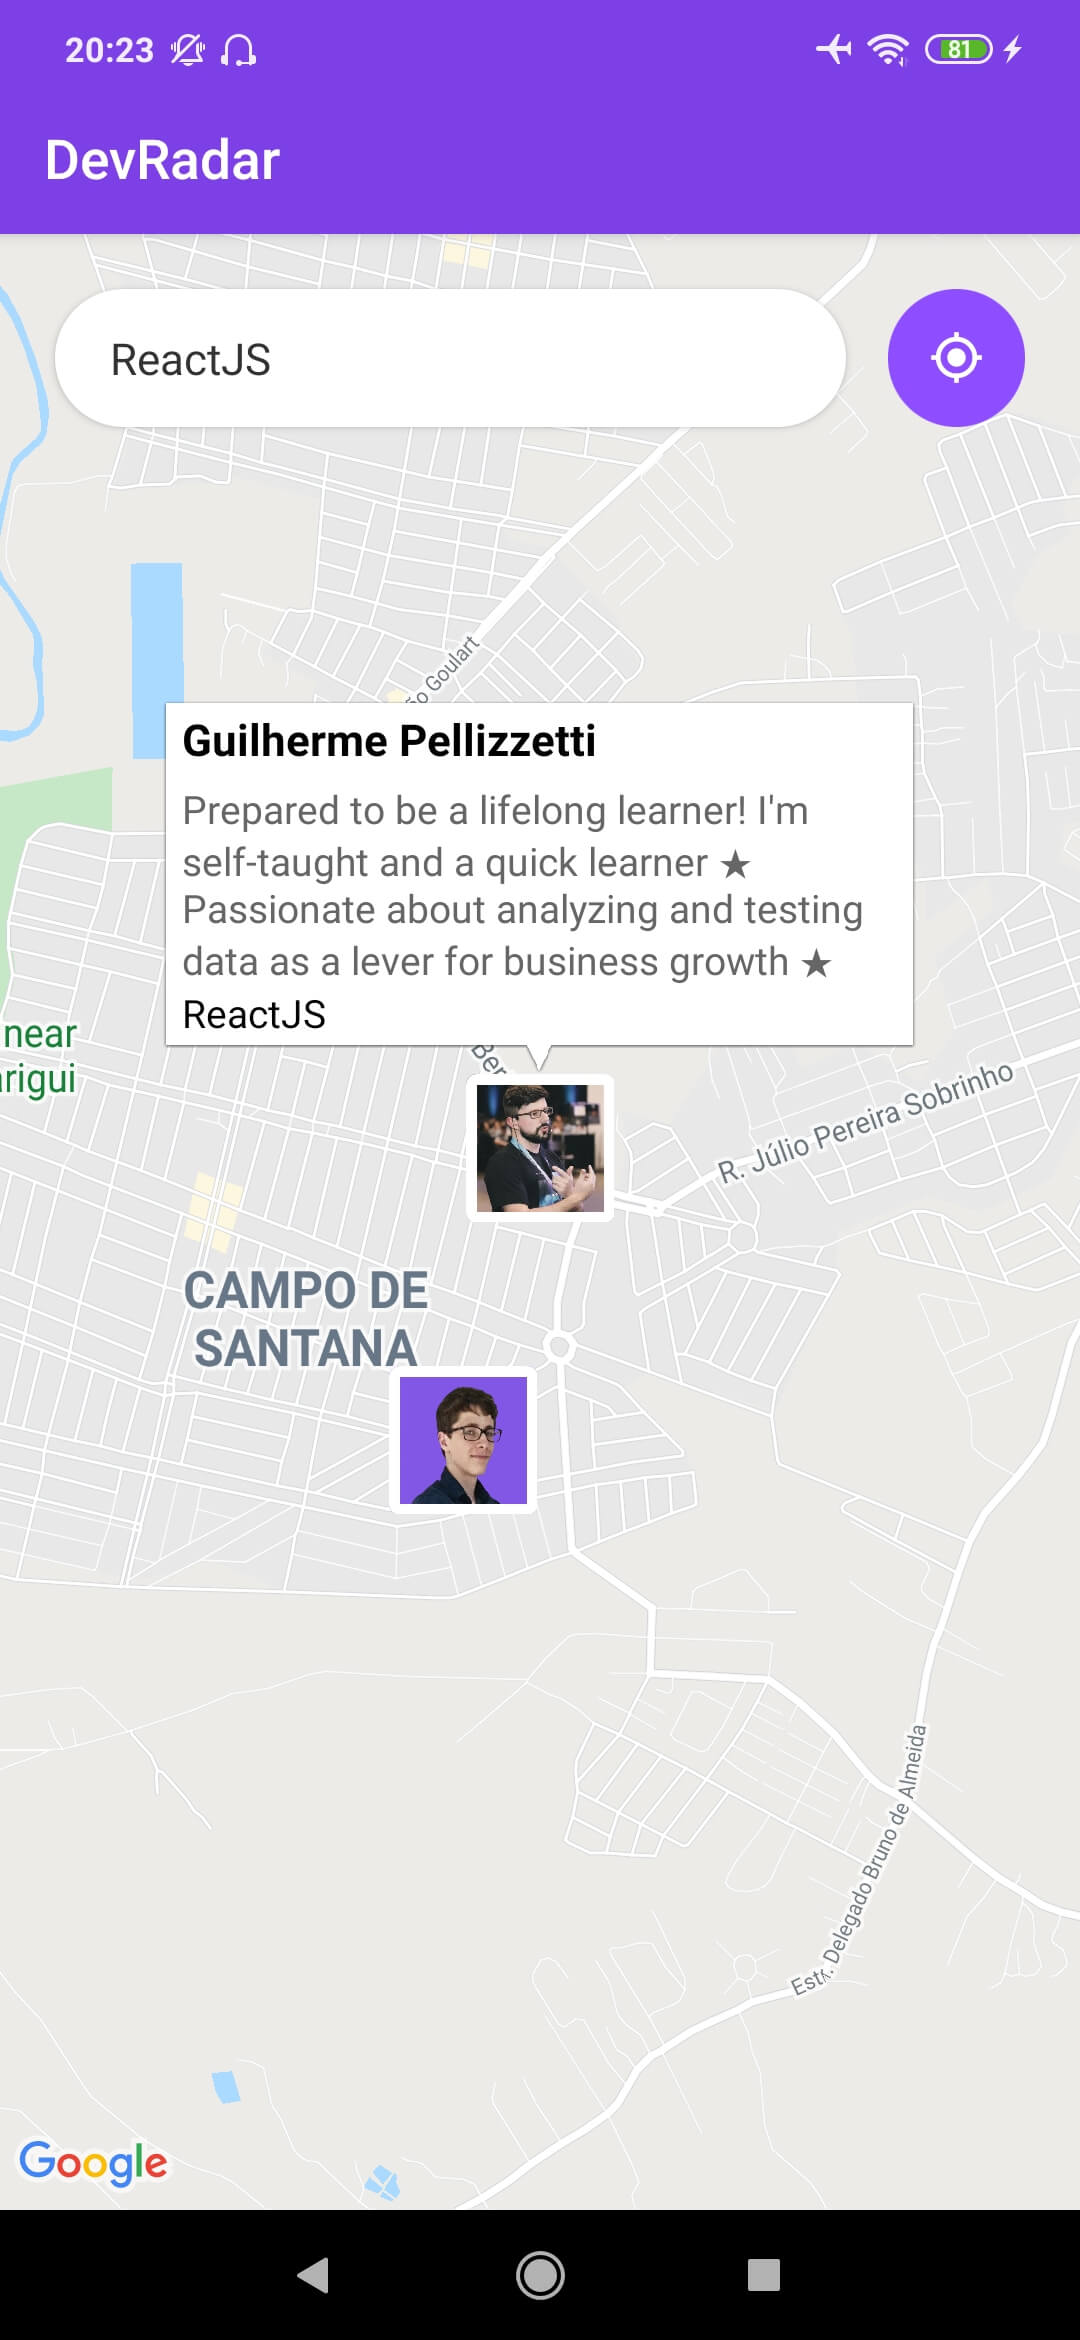 20:23
81
DevRadar
ReactJS
ão Goulart
Guilherme Pellizzetti
Prepared to be a lifelong learner! I'm
self-taught and a quick learner ★
Passionate about analyzing and testing
data as a lever for business growth ★
ReactJS
near
arigui
Ber
R. Júlio Pereira Sobrinho
CAMPO DE
SANTANA
Estr. Delegado Bruno de Almeida
Google